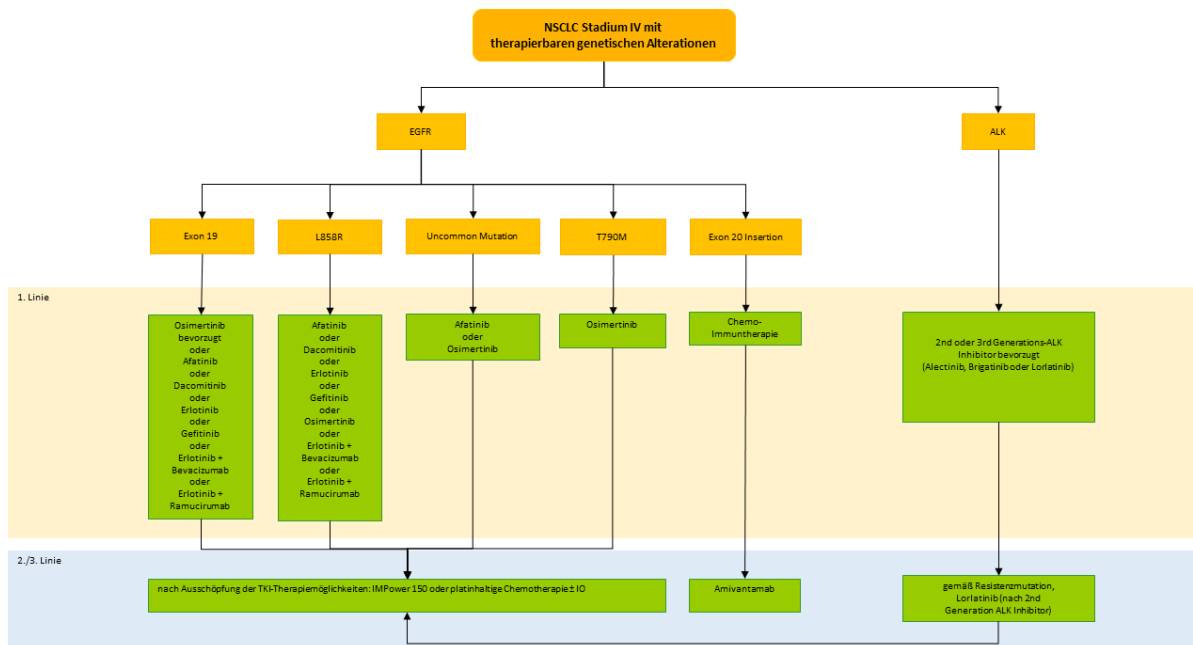 NSCLC Stadium IV mit
therapierbaren genetischen Alterationen
EGFR
ALK
Exon 19
L858R
Uncommon Mutation
T790M
Exon 20 Insertion
1. Linie
Osimertinib
bevorzugt
oder
Afatinib
oder
Dacomitinib
oder
Erlotinib
oder
Gefitinib
oder
Erlotinib +
Bevacizumab
oder
Erlotinib +
Ramucirumab
Afatinib
oder
Dacomitinib
oder
Erlotinib
oder
Gefitinib
oder
Osimertinib
oder
Erlotinib +
Bevacizumab
oder
Erlotinib +
Ramucirumab
Afatinib
oder
Osimertinib
Osimertinib
Chemo-
Immuntherapie
2nd oder 3rd Generations-ALK
Inhibitor bevorzugt
(Alectinib, Brigatinib oder Lorlatinib)
2./3. Linie
nach Ausschöpfung der TKI-Therapiemöglichkeiten: IMPower 150 oder platinhaltige Chemotherapie ± IO
Amivantamab
gemäß Resistenzmutation,
Lorlatinib (nach 2nd
Generation ALK Inhibitor)